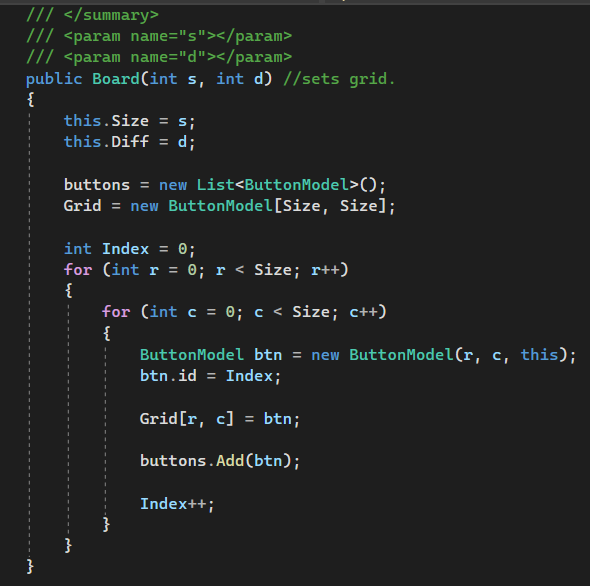 /// </summary>
/// <param name="s"></param>
/// <param name="d"></param>
public Board(int s, int d) //sets grid.
{
    this.Size = s;
    this.Diff = d;

    buttons = new List<ButtonModel>();
    Grid = new ButtonModel[Size, Size];

    int Index = 0;
    for (int r = 0; r < Size; r++)
    {
        for (int c = 0; c < Size; c++)
        {
            ButtonModel btn = new ButtonModel(r, c, this);
            btn.id = Index;

            Grid[r, c] = btn;

            buttons.Add(btn);

            Index++;
        }
    }
}